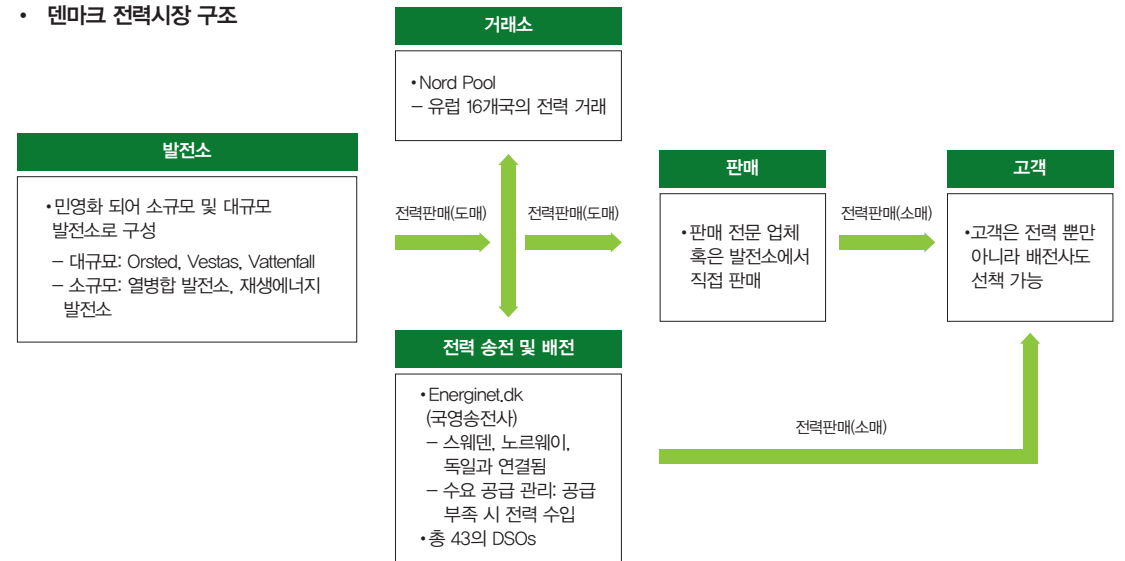 • 덴마크 전력시장 구조
거래소
•Nord Pool
– 유럽 16개국의 전력 거래
발전소
•민영화 되어 소규모 및 대규모
발전소로 구성
– 대규모: Orsted, Vestas, Vattenfall
– 소규모: 열병합 발전소, 재생에너지
발전소
전력판매(도매)
전력판매(도매)
판매
•판매 전문 업체
혹은 발전소에서
직접 판매
전력판매(소매)
고객
•고객은 전력 뿐만
아니라 배전사도
선책 가능
전력 송전 및 배전
•Energinet.dk
(국영송전사)
– 스웨덴, 노르웨이,
독일과 연결됨
– 수요 공급 관리: 공급
부족 시 전력 수입
•총 43의 DSOs
전력판매(소매)